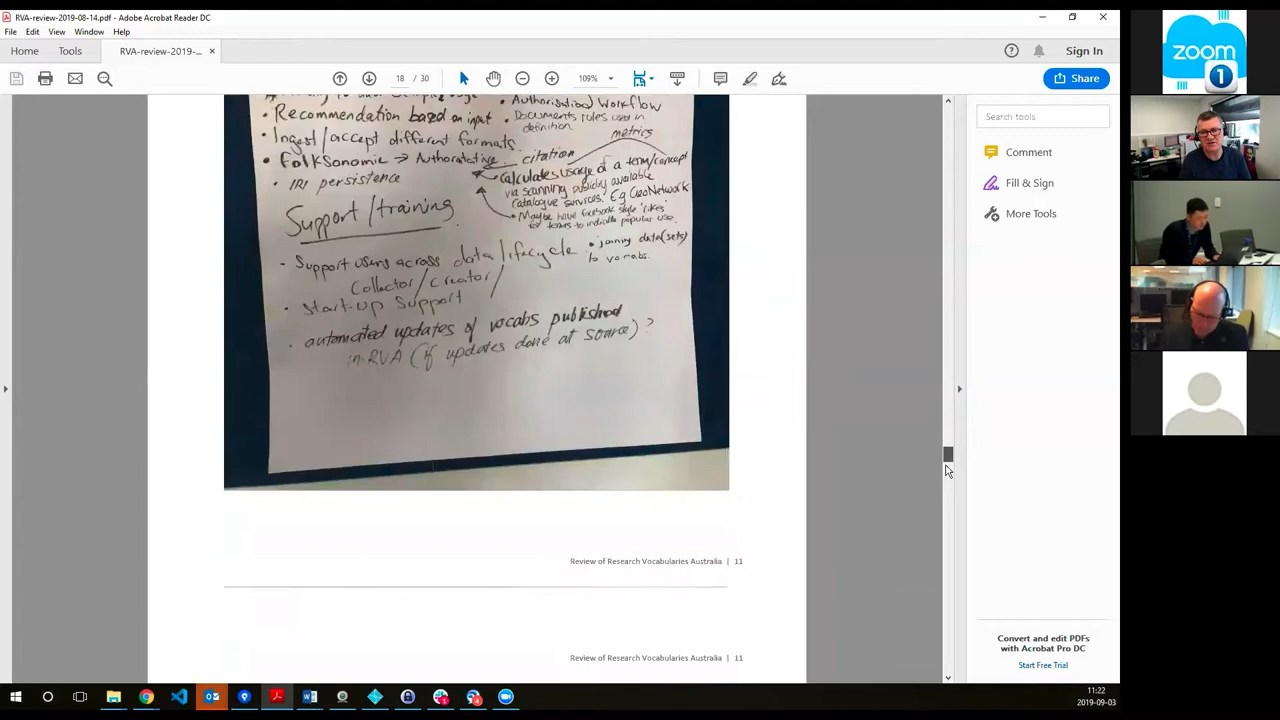 RVA-review-2019-08-14.pdf - Adobe Acrobat Reader DC
File Edit View Window Help
Home Tools RVA-review-2019-... × Sign In
18 / 30 109% Share
• Recommendation based on input
• Ingest/accept different formats
• Folksonomic → Authoritative
• IRI persistence
• Authorisation Workflow
• Documents rules used in
definition
metrics
citation
• Calculates usage of a term/concept
via scanning publicly available
catalogue services. Eg GeoNetwork
• Maybe have facebook style 'likes'
for terms to indicate popular use.
• joining data(sets)
to vocabs.
Support/training
• Support users across data/lifecycle
Collector/creator/
• Start-up Support
• automated updates of vocabs published
in RVA (if updates done at source)?
Review of Research Vocabularies Australia | 11
Review of Research Vocabularies Australia | 11
Search tools
Comment
Fill & Sign
More Tools
Convert and edit PDFs
with Acrobat Pro DC
Start Free Trial
zoom
1
11:22
2019-09-03